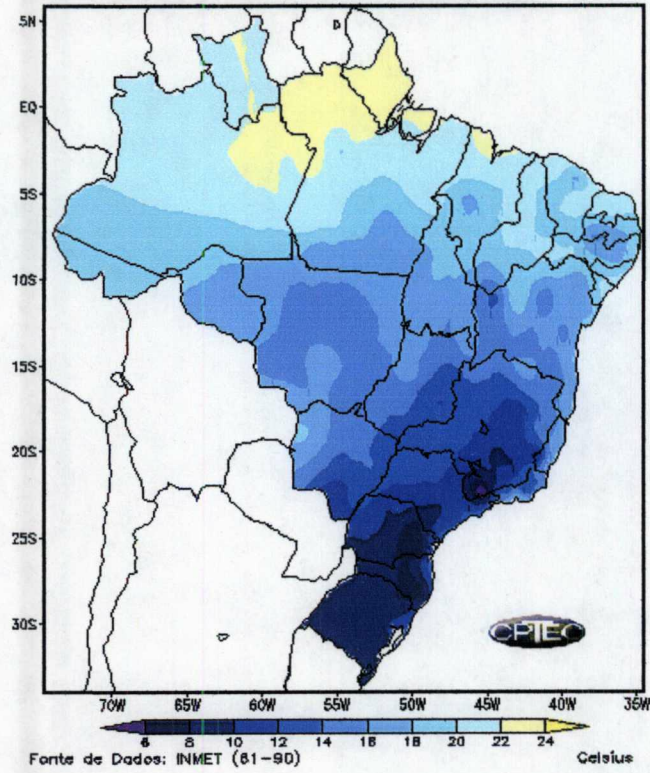 5N
EQ
5S
10S
15S
20S
25S
30S
70W 65W 60W 55W 50W 45W 40W 35W
CPTEC
6 8 10 12 14 16 18 20 22 24
Fonte de Dados: INMET (61-90) Celsius